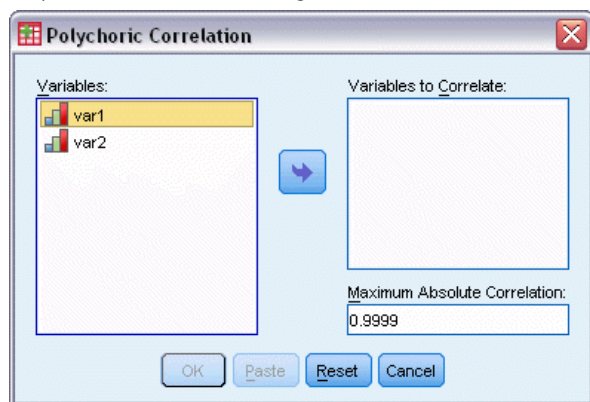 Polychoric Correlation
Variables:
var1
var2
Variables to Correlate:
Maximum Absolute Correlation:
0.9999
OK Paste Reset Cancel